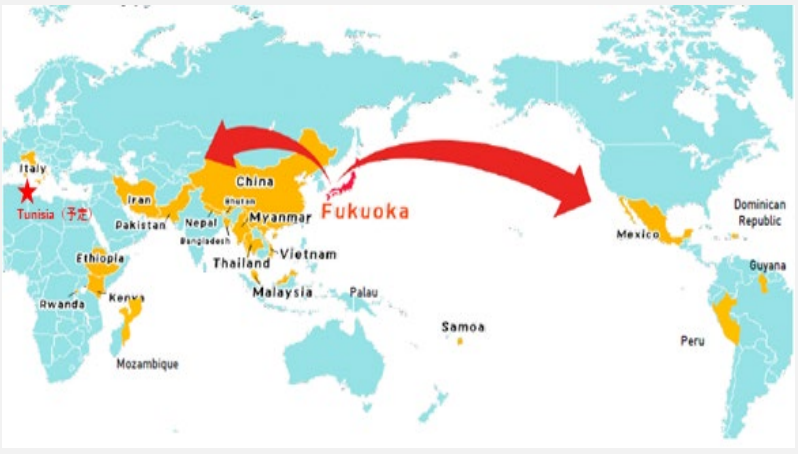 Italy
Tunisia (予定)
Iran
Pakistan
China
Bhutan
Nepal
Myanmar
Bangladesh
Fukuoka
Vietnam
Thailand
Malaysia
Palau
Ethiopia
Rwanda
Kenya
Mozambique
Samoa
Mexico
Dominican
Republic
Guyana
Peru